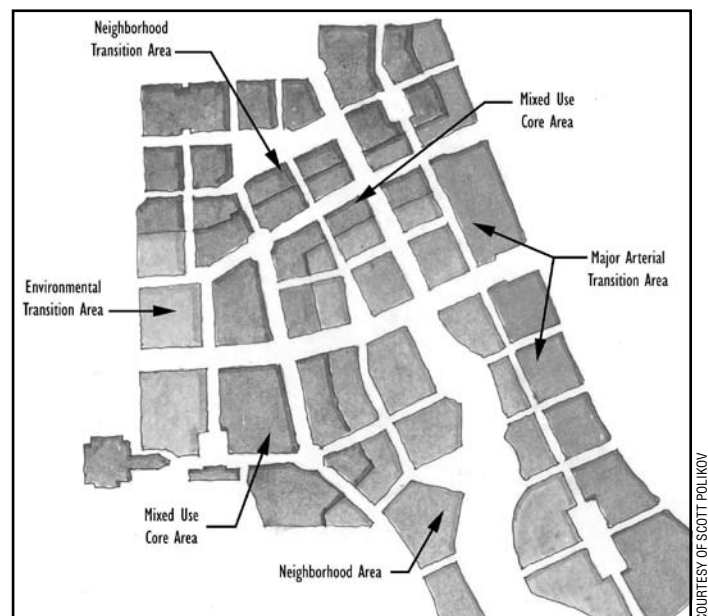 Neighborhood
Transition Area
Mixed Use
Core Area
Major Arterial
Transition Area
Environmental
Transition Area
Mixed Use
Core Area
Neighborhood Area
COURTESY OF SCOTT POLIKOV